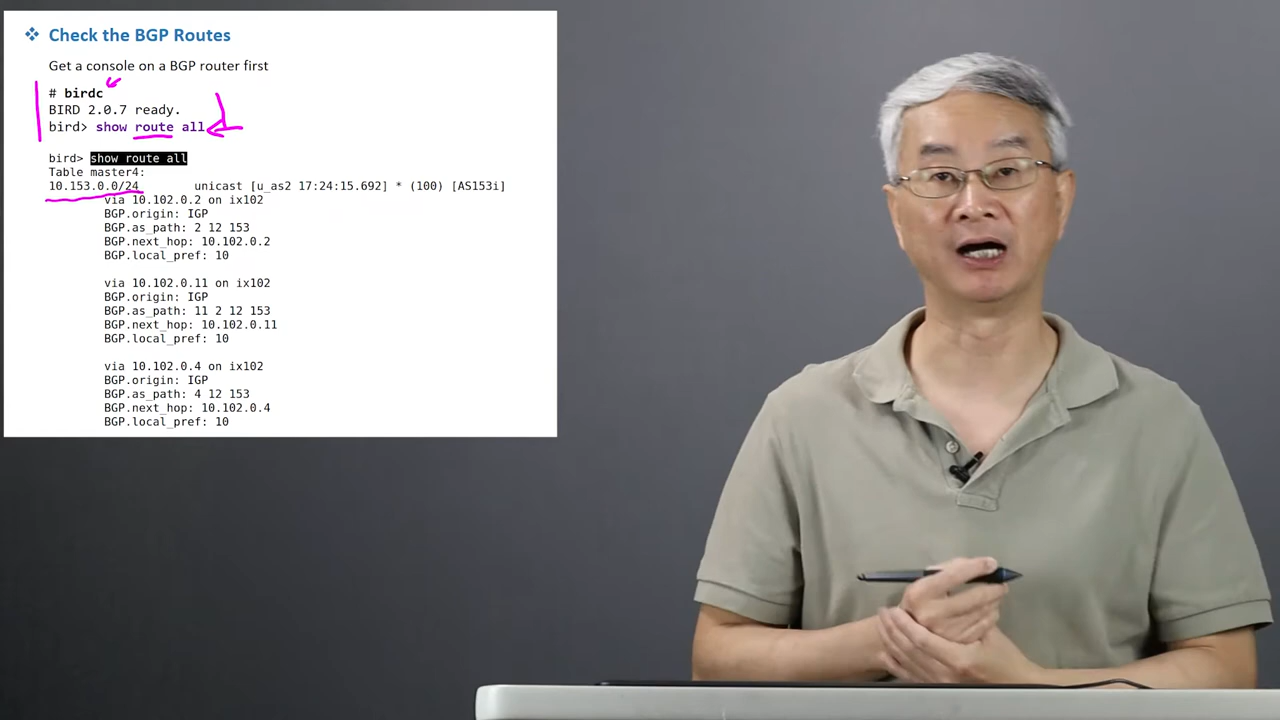 Check the BGP Routes
Get a console on a BGP router first
# birdc
BIRD 2.0.7 ready.
bird> show route all
bird> show route all
Table master4:
10.153.0.0/24 unicast [u_as2 17:24:15.692] * (100) [AS153i]
via 10.102.0.2 on ix102
BGP.origin: IGP
BGP.as_path: 2 12 153
BGP.next_hop: 10.102.0.2
BGP.local_pref: 10
via 10.102.0.11 on ix102
BGP.origin: IGP
BGP.as_path: 11 2 12 153
BGP.next_hop: 10.102.0.11
BGP.local_pref: 10
via 10.102.0.4 on ix102
BGP.origin: IGP
BGP.as_path: 4 12 153
BGP.next_hop: 10.102.0.4
BGP.local_pref: 10